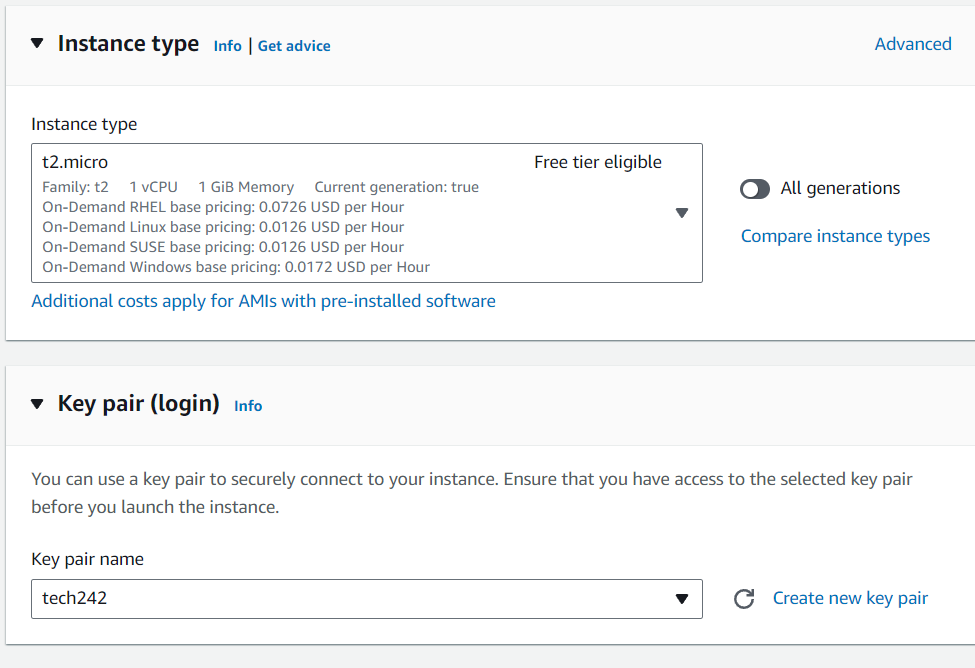 Instance type Info | Get advice Advanced
Instance type
t2.micro Free tier eligible
Family: t2 1 vCPU 1 GiB Memory Current generation: true
On-Demand RHEL base pricing: 0.0726 USD per Hour
On-Demand Linux base pricing: 0.0126 USD per Hour
On-Demand SUSE base pricing: 0.0126 USD per Hour
On-Demand Windows base pricing: 0.0172 USD per Hour
All generations
Compare instance types
Additional costs apply for AMIs with pre-installed software
Key pair (login) Info
You can use a key pair to securely connect to your instance. Ensure that you have access to the selected key pair
before you launch the instance.
Key pair name
tech242
Create new key pair